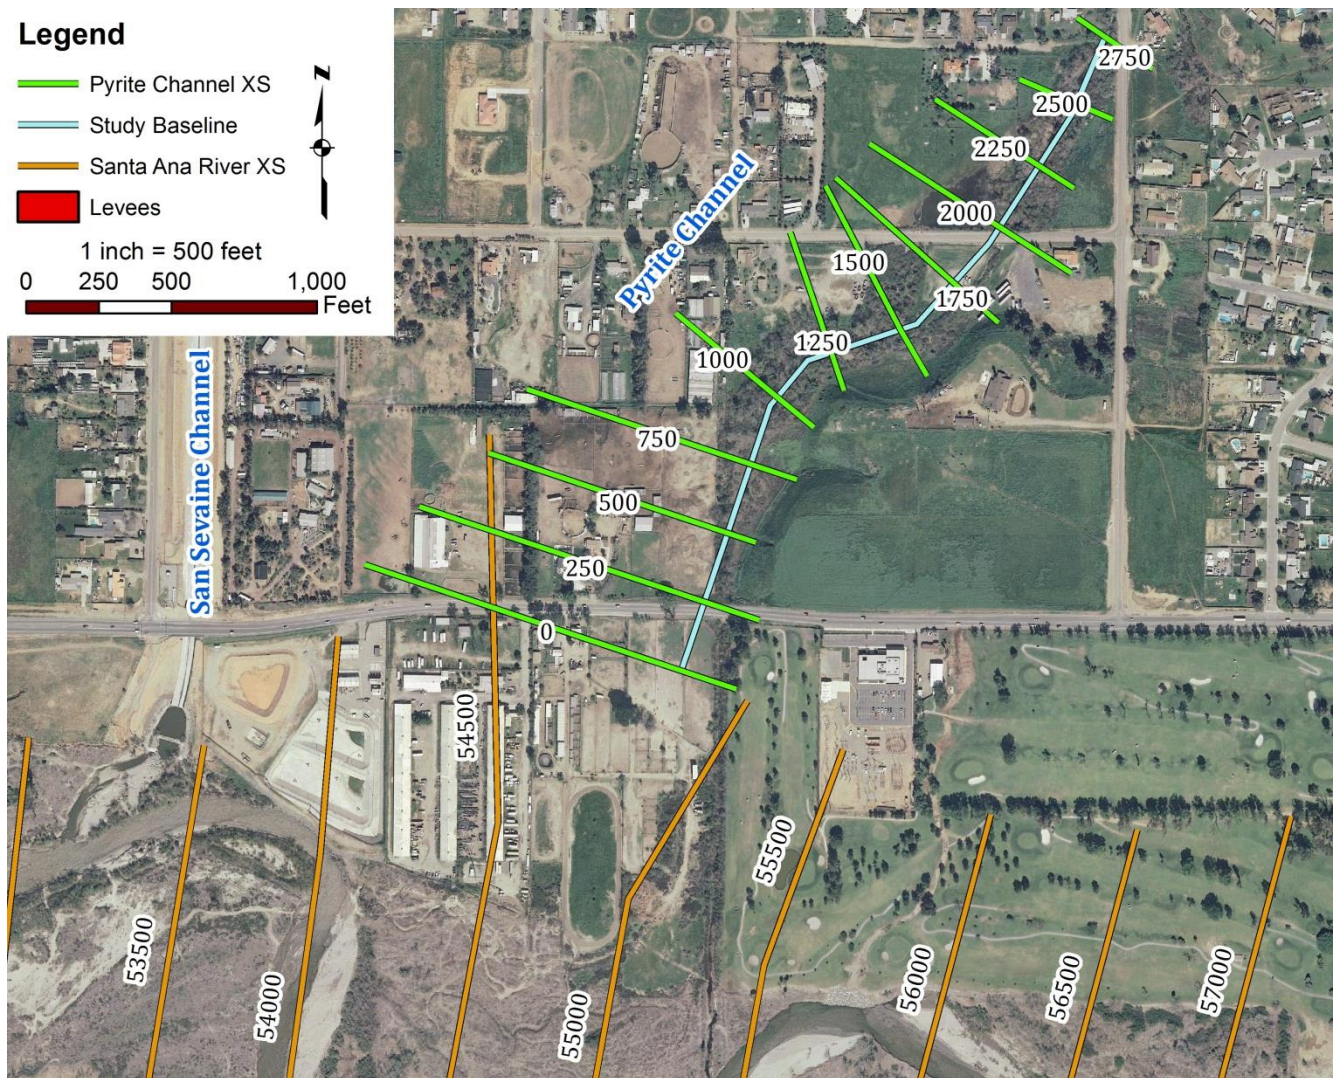 Legend
Pyrite Channel XS
Study Baseline
Santa Ana River XS
Levees
N
1 inch = 500 feet
0 250 500 1,000
Feet
2750
2500
2250
2000
1750
1500
1250
1000
750
500
250
0
Pyrite Channel
San Sevaine Channel
53500
54000
54500
55000
55500
56000
56500
57000